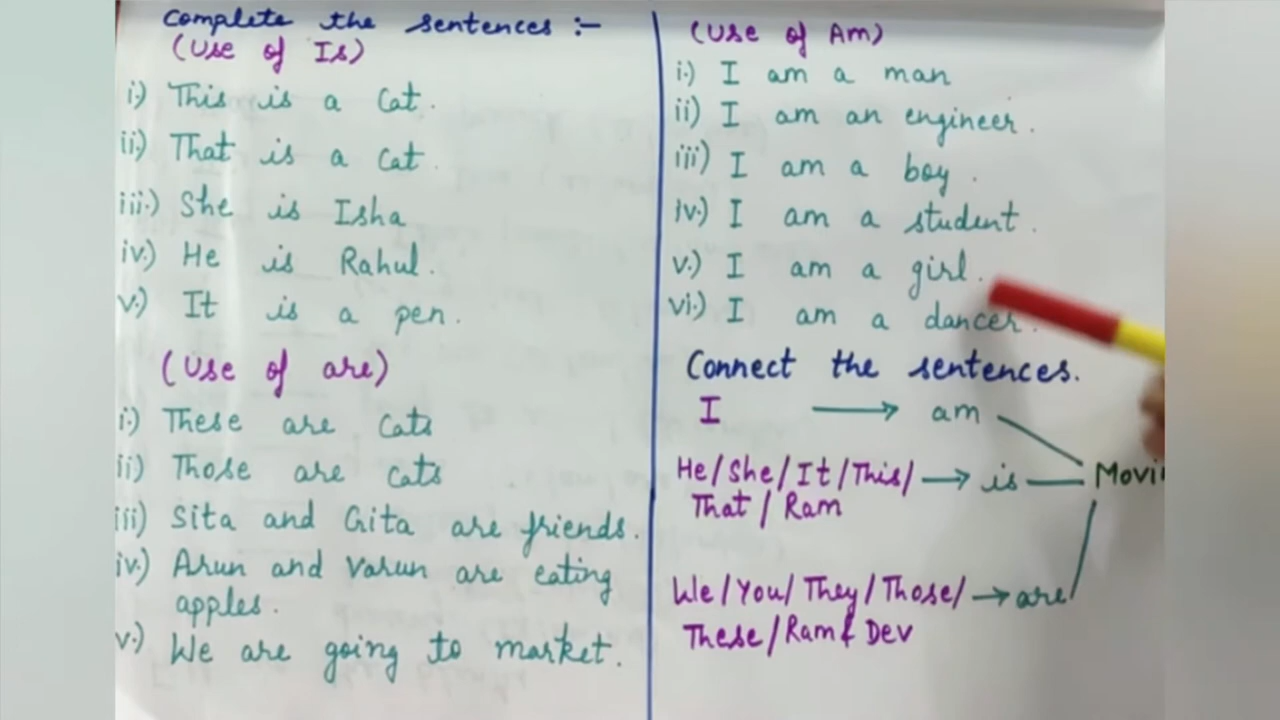 Complete the sentences :-
(Use of Is)
i.) This is a Cat.
ii.) That is a Cat.
iii.) She is Isha
iv.) He is Rahul.
v.) It is a pen.
(Use of are)
i.) These are Cats
ii) Those are cats
iii) Sita and Gita are friends.
iv.) Arun and Varun are eating
apples.
v.) We are going to market.
(Use of Am)
i.) I am a man
ii) I am an engineer.
iii) I am a boy.
iv.) I am a student.
v.) I am a girl.
vi.) I am a dancer.
Connect the sentences.
I → am
He/She/It/This/ → is
That / Ram
We/You/They/Those/ → are
These/Ram & Dev